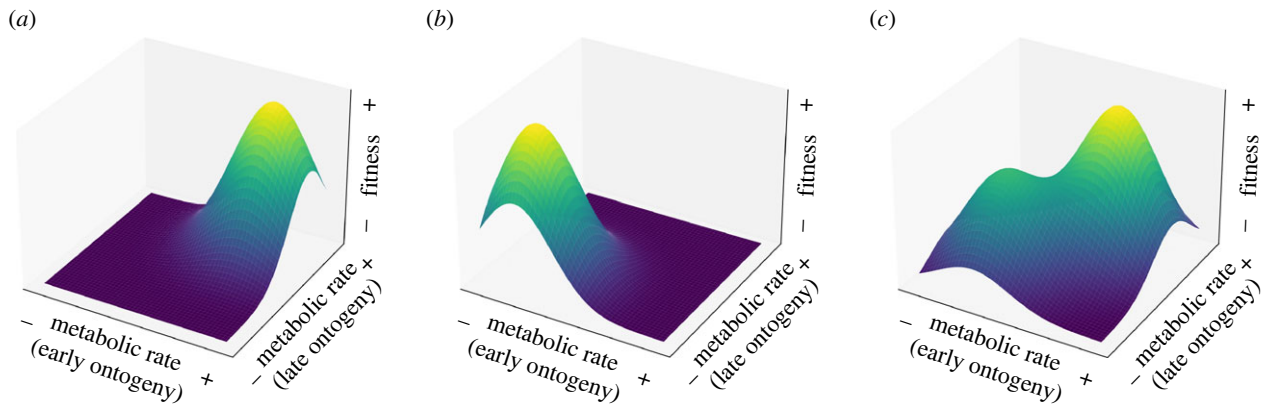 (a)
+
fitness
–
– metabolic rate +
(early ontogeny)
– metabolic rate +
(late ontogeny)
(b)
+
fitness
–
– metabolic rate +
(early ontogeny)
– metabolic rate +
(late ontogeny)
(c)
+
fitness
–
– metabolic rate +
(early ontogeny)
– metabolic rate +
(late ontogeny)